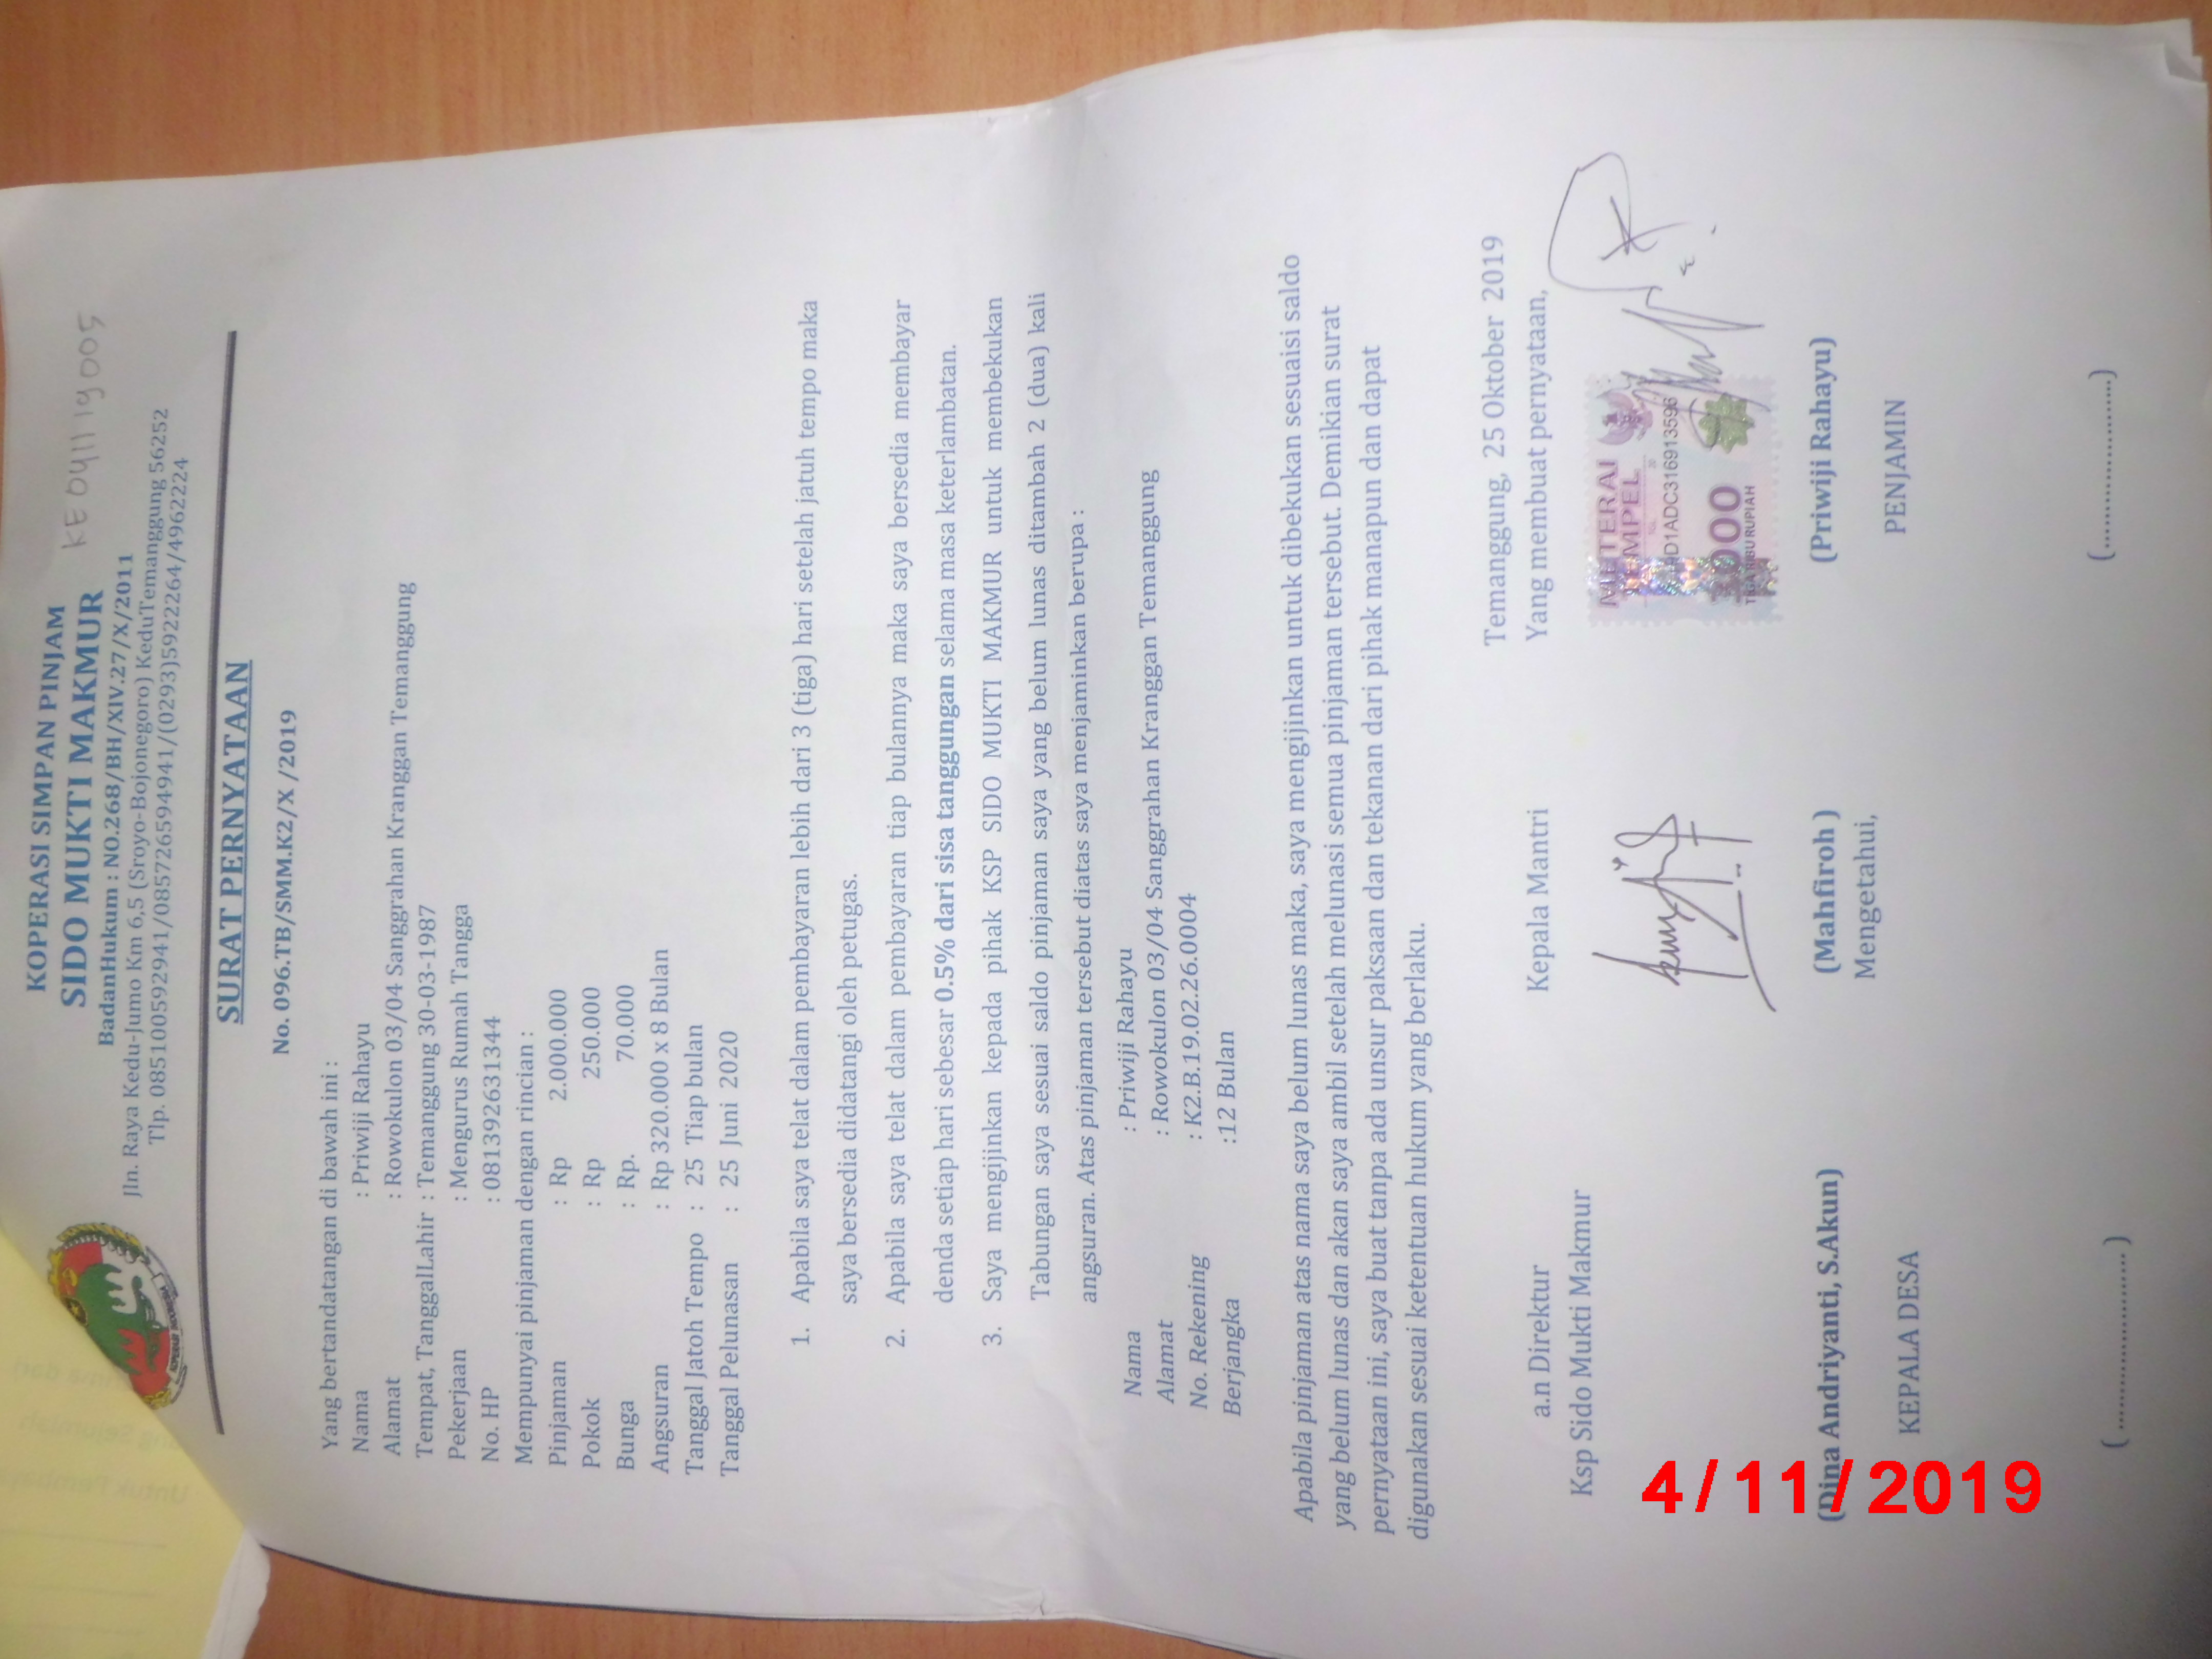 KOPERASI SIMPAN PINJAM
SIDO MUKTI MAKMUR
KE 041119005
BadanHukum : NO.268/BH/XIV.27/X/2011
Jln. Raya Kedu-Jumo Km 6,5 (Sroyo-Bojonegoro) KeduTemanggung 56252
Tlp. 085100592941/085726594941/(0293)5922264/4962224
SURAT PERNYATAAN
No. 096.TB/SMM.K2/X /2019
Yang bertandatangan di bawah ini :
Nama : Priwiji Rahayu
Alamat : Rowokulon 03/04 Sanggrahan Kranggan Temanggung
Tempat, TanggalLahir : Temanggung 30-03-1987
Pekerjaan : Mengurus Rumah Tangga
No. HP : 081392631344
Mempunyai pinjaman dengan rincian :
Pinjaman : Rp 2.000.000
Pokok : Rp 250.000
Bunga : Rp. 70.000
Angsuran : Rp 320.000 x 8 Bulan
Tanggal Jatoh Tempo : 25 Tiap bulan
Tanggal Pelunasan : 25 Juni 2020
1. Apabila saya telat dalam pembayaran lebih dari 3 (tiga) hari setelah jatuh tempo maka
saya bersedia didatangi oleh petugas.
2. Apabila saya telat dalam pembayaran tiap bulannya maka saya bersedia membayar
denda setiap hari sebesar 0.5% dari sisa tanggungan selama masa keterlambatan.
3. Saya mengijinkan kepada pihak KSP SIDO MUKTI MAKMUR untuk membekukan
Tabungan saya sesuai saldo pinjaman saya yang belum lunas ditambah 2 (dua) kali
angsuran. Atas pinjaman tersebut diatas saya menjaminkan berupa :
Nama : Priwiji Rahayu
Alamat : Rowokulon 03/04 Sanggrahan Kranggan Temanggung
No. Rekening : K2.B.19.02.26.0004
Berjangka :12 Bulan
Apabila pinjaman atas nama saya belum lunas maka, saya mengijinkan untuk dibekukan sesuaisi saldo
yang belum lunas dan akan saya ambil setelah melunasi semua pinjaman tersebut. Demikian surat
pernyataan ini, saya buat tanpa ada unsur paksaan dan tekanan dari pihak manapun dan dapat
digunakan sesuai ketentuan hukum yang berlaku.
Temanggung, 25 Oktober 2019
a.n Direktur Kepala Mantri Yang membuat pernyataan,
Ksp Sido Mukti Makmur
METERAI
TEMPEL
TGL. 20
D1ADC316913596
3000
TIGA RIBU RUPIAH
(Dina Andriyanti, S.Akun) (Mahfiroh ) (Priwiji Rahayu)
Mengetahui,
KEPALA DESA PENJAMIN
(........................) (........................)
4/11/2019